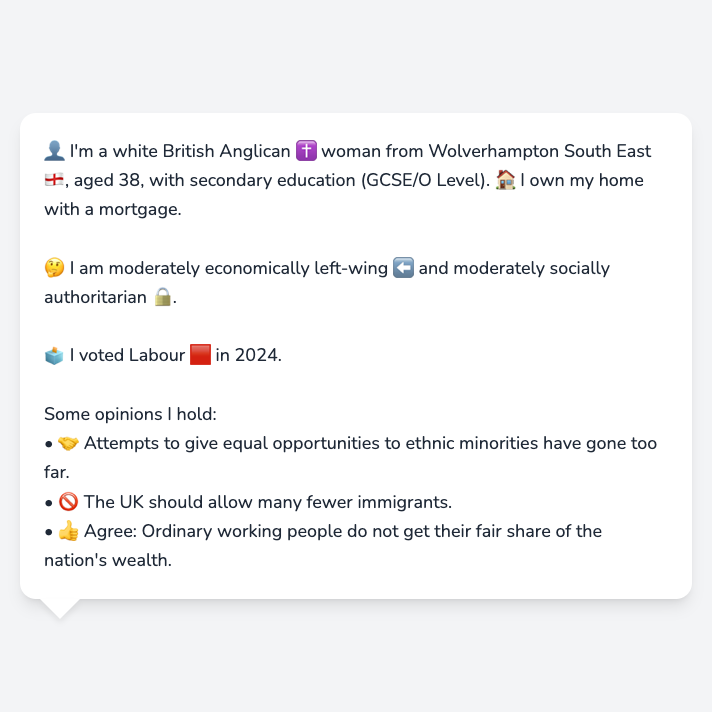 👤 I'm a white British Anglican ✝️ woman from Wolverhampton South East
🏴󠁧󠁢󠁥󠁮󠁧󠁿, aged 38, with secondary education (GCSE/O Level). 🏠 I own my home
with a mortgage.
🤔 I am moderately economically left-wing ⬅️ and moderately socially
authoritarian 🔒.
🗳️ I voted Labour 🟥 in 2024.
Some opinions I hold:
• 🤝 Attempts to give equal opportunities to ethnic minorities have gone too
far.
• 🚫 The UK should allow many fewer immigrants.
• 👍 Agree: Ordinary working people do not get their fair share of the
nation's wealth.